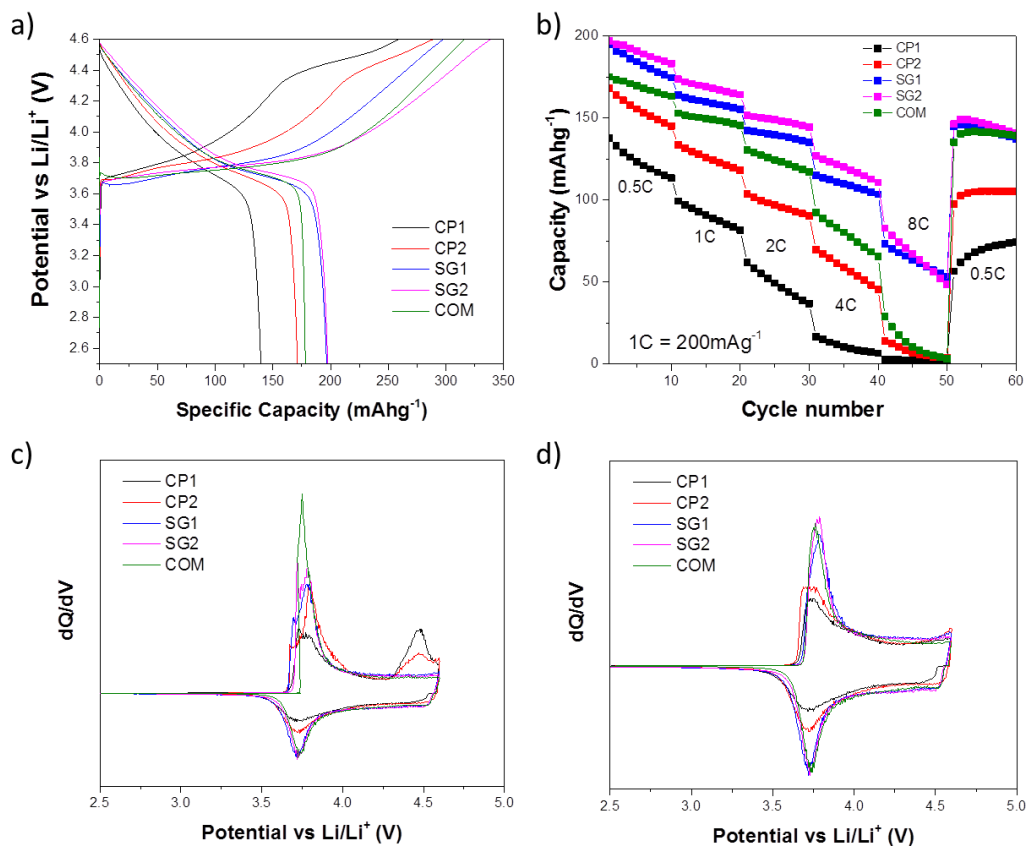 a)
4.6
4.4
4.2
4.0
3.8
3.6
3.4
3.2
3.0
2.8
2.6
Potential vs Li/Li⁺ (V)
CP1
CP2
SG1
SG2
COM
0 50 100 150 200 250 300 350
Specific Capacity (mAhg⁻¹)
b)
200
150
100
50
0
Capacity (mAhg⁻¹)
CP1
CP2
SG1
SG2
COM
0.5C
1C
2C
4C
8C
0.5C
1C = 200mAg⁻¹
10 20 30 40 50 60
Cycle number
c)
dQ/dV
CP1
CP2
SG1
SG2
COM
2.5 3.0 3.5 4.0 4.5 5.0
Potential vs Li/Li⁺ (V)
d)
dQ/dV
CP1
CP2
SG1
SG2
COM
2.5 3.0 3.5 4.0 4.5 5.0
Potential vs Li/Li⁺ (V)